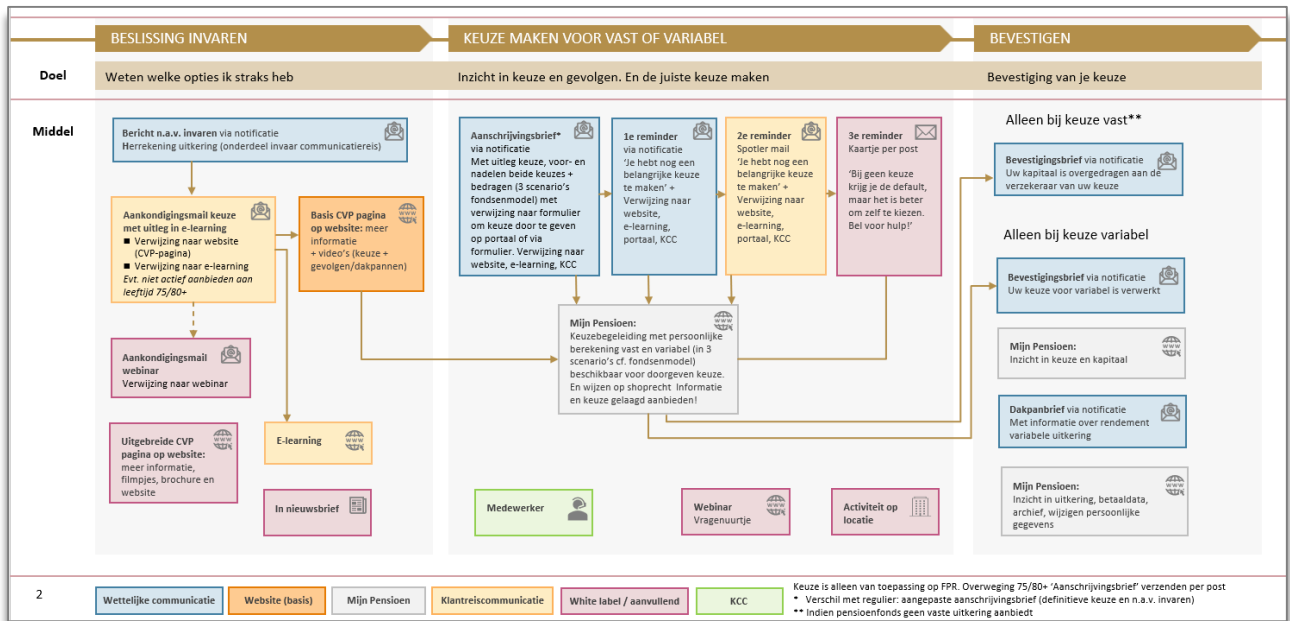 BESLISSING INVAREN
KEUZE MAKEN VOOR VAST OF VARIABEL
BEVESTIGEN
Doel
Weten welke opties ik straks heb
Inzicht in keuze en gevolgen. En de juiste keuze maken
Bevestiging van je keuze
Middel
Bericht n.a.v. invaren via notificatie
Herrekening uitkering (onderdeel invaar communicatiereis)
Aankondigingsmail keuze
met uitleg in e-learning
■ Verwijzing naar website
(CVP-pagina)
■ Verwijzing naar e-learning
Evt. niet actief aanbieden aan
leeftijd 75/80+
Basis CVP pagina
op website: meer
informatie
+ video's (keuze +
gevolgen/dakpannen)
Aankondigingsmail
webinar
Verwijzing naar webinar
Uitgebreide CVP
pagina op website:
meer informatie,
filmpjes, brochure en
website
E-learning
In nieuwsbrief
Aanschrijvingsbrief*
via notificatie
Met uitleg keuze, voor- en
nadelen beide keuzes +
bedragen (3 scenario's
fondsenmodel) met
verwijzing naar formulier
om keuze door te geven
op portaal of via
formulier. Verwijzing naar
website, e-learning, KCC
1e reminder
via notificatie
'Je hebt nog een
belangrijke keuze
te maken' +
Verwijzing naar
website,
e-learning,
portaal, KCC
2e reminder
Spotler mail
'Je hebt nog een
belangrijke keuze
te maken' +
Verwijzing naar
website,
e-learning,
portaal, KCC
3e reminder
Kaartje per post
'Bij geen keuze
krijg je de default,
maar het is beter
om zelf te kiezen.
Bel voor hulp!'
Mijn Pensioen:
Keuzebegeleiding met persoonlijke
berekening vast en variabel (in 3
scenario's cf. fondsenmodel)
beschikbaar voor doorgeven keuze.
En wijzen op shoprecht Informatie
en keuze gelaagd aanbieden!
Medewerker
Webinar
Vragenuurtje
Activiteit op
locatie
Alleen bij keuze vast**
Bevestigingsbrief via notificatie
Uw kapitaal is overgedragen aan de
verzekeraar van uw keuze
Alleen bij keuze variabel
Bevestigingsbrief via notificatie
Uw keuze voor variabel is verwerkt
Mijn Pensioen:
Inzicht in keuze en kapitaal
Dakpanbrief via notificatie
Met informatie over rendement
variabele uitkering
Mijn Pensioen:
Inzicht in uitkering, betaaldata,
archief, wijzigen persoonlijke
gegevens
2
Wettelijke communicatie
Website (basis)
Mijn Pensioen
Klantreiscommunicatie
White label / aanvullend
KCC
Keuze is alleen van toepassing op FPR. Overweging 75/80+ 'Aanschrijvingsbrief' verzenden per post
* Verschil met regulier: aangepaste aanschrijvingsbrief (definitieve keuze en n.a.v. invaren)
** Indien pensioenfonds geen vaste uitkering aanbiedt